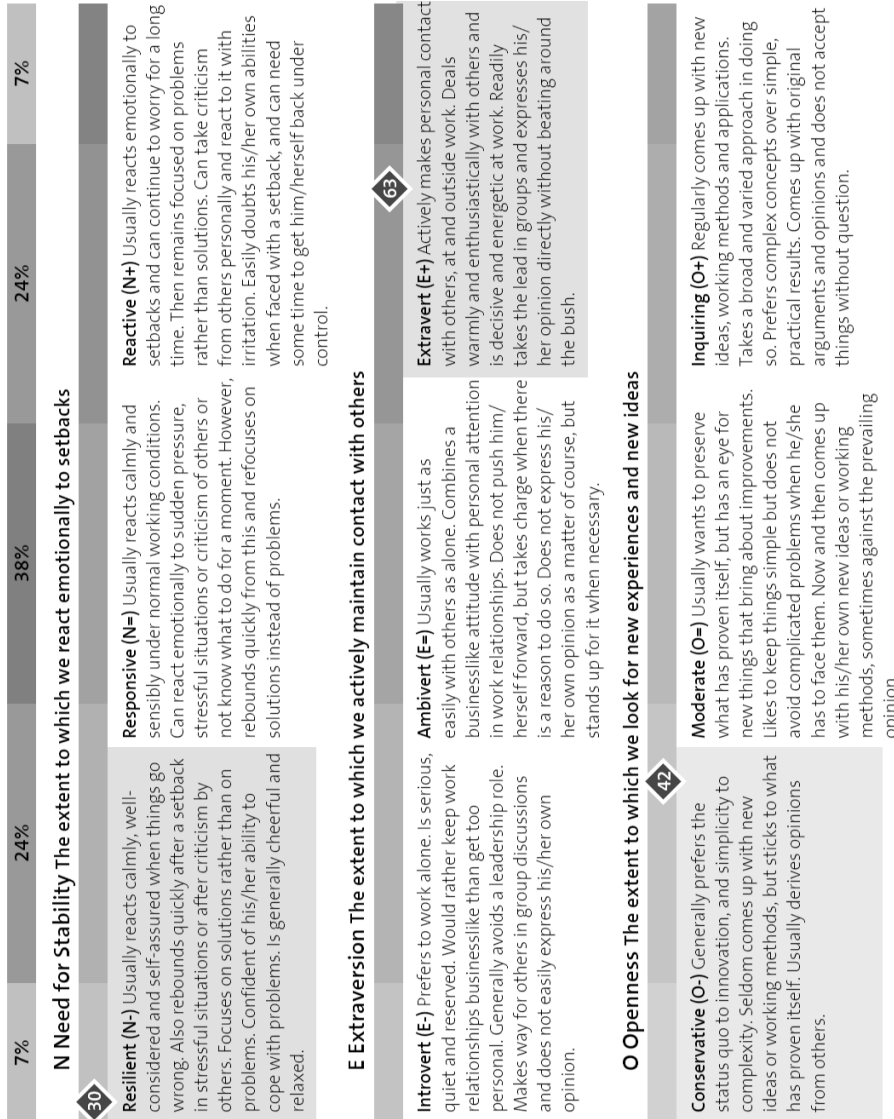 7% 24% 38% 24% 7%
N Need for Stability The extent to which we react emotionally to setbacks
30
Resilient (N-) Usually reacts calmly, well-
considered and self-assured when things go
wrong. Also rebounds quickly after a setback
in stressful situations or after criticism by
others. Focuses on solutions rather than on
problems. Confident of his/her ability to
cope with problems. Is generally cheerful and
relaxed.
Responsive (N=) Usually reacts calmly and
sensibly under normal working conditions.
Can react emotionally to sudden pressure,
stressful situations or criticism of others or
not know what to do for a moment. However,
rebounds quickly from this and refocuses on
solutions instead of problems.
Reactive (N+) Usually reacts emotionally to
setbacks and can continue to worry for a long
time. Then remains focused on problems
rather than solutions. Can take criticism
from others personally and react to it with
irritation. Easily doubts his/her own abilities
when faced with a setback, and can need
some time to get him/herself back under
control.
E Extraversion The extent to which we actively maintain contact with others
63
Introvert (E-) Prefers to work alone. Is serious,
quiet and reserved. Would rather keep work
relationships businesslike than get too
personal. Generally avoids a leadership role.
Makes way for others in group discussions
and does not easily express his/her own
opinion.
Ambivert (E=) Usually works just as
easily with others as alone. Combines a
businesslike attitude with personal attention
in work relationships. Does not push him/
herself forward, but takes charge when there
is a reason to do so. Does not express his/
her own opinion as a matter of course, but
stands up for it when necessary.
Extravert (E+) Actively makes personal contact
with others, at and outside work. Deals
warmly and enthusiastically with others and
is decisive and energetic at work. Readily
takes the lead in groups and expresses his/
her opinion directly without beating around
the bush.
O Openness The extent to which we look for new experiences and new ideas
42
Conservative (O-) Generally prefers the
status quo to innovation, and simplicity to
complexity. Seldom comes up with new
ideas or working methods, but sticks to what
has proven itself. Usually derives opinions
from others.
Moderate (O=) Usually wants to preserve
what has proven itself, but has an eye for
new things that bring about improvements.
Likes to keep things simple but does not
avoid complicated problems when he/she
has to face them. Now and then comes up
with his/her own new ideas or working
methods, sometimes against the prevailing
opinion
Inquiring (O+) Regularly comes up with new
ideas, working methods and applications.
Takes a broad and varied approach in doing
so. Prefers complex concepts over simple,
practical results. Comes up with original
arguments and opinions and does not accept
things without question.